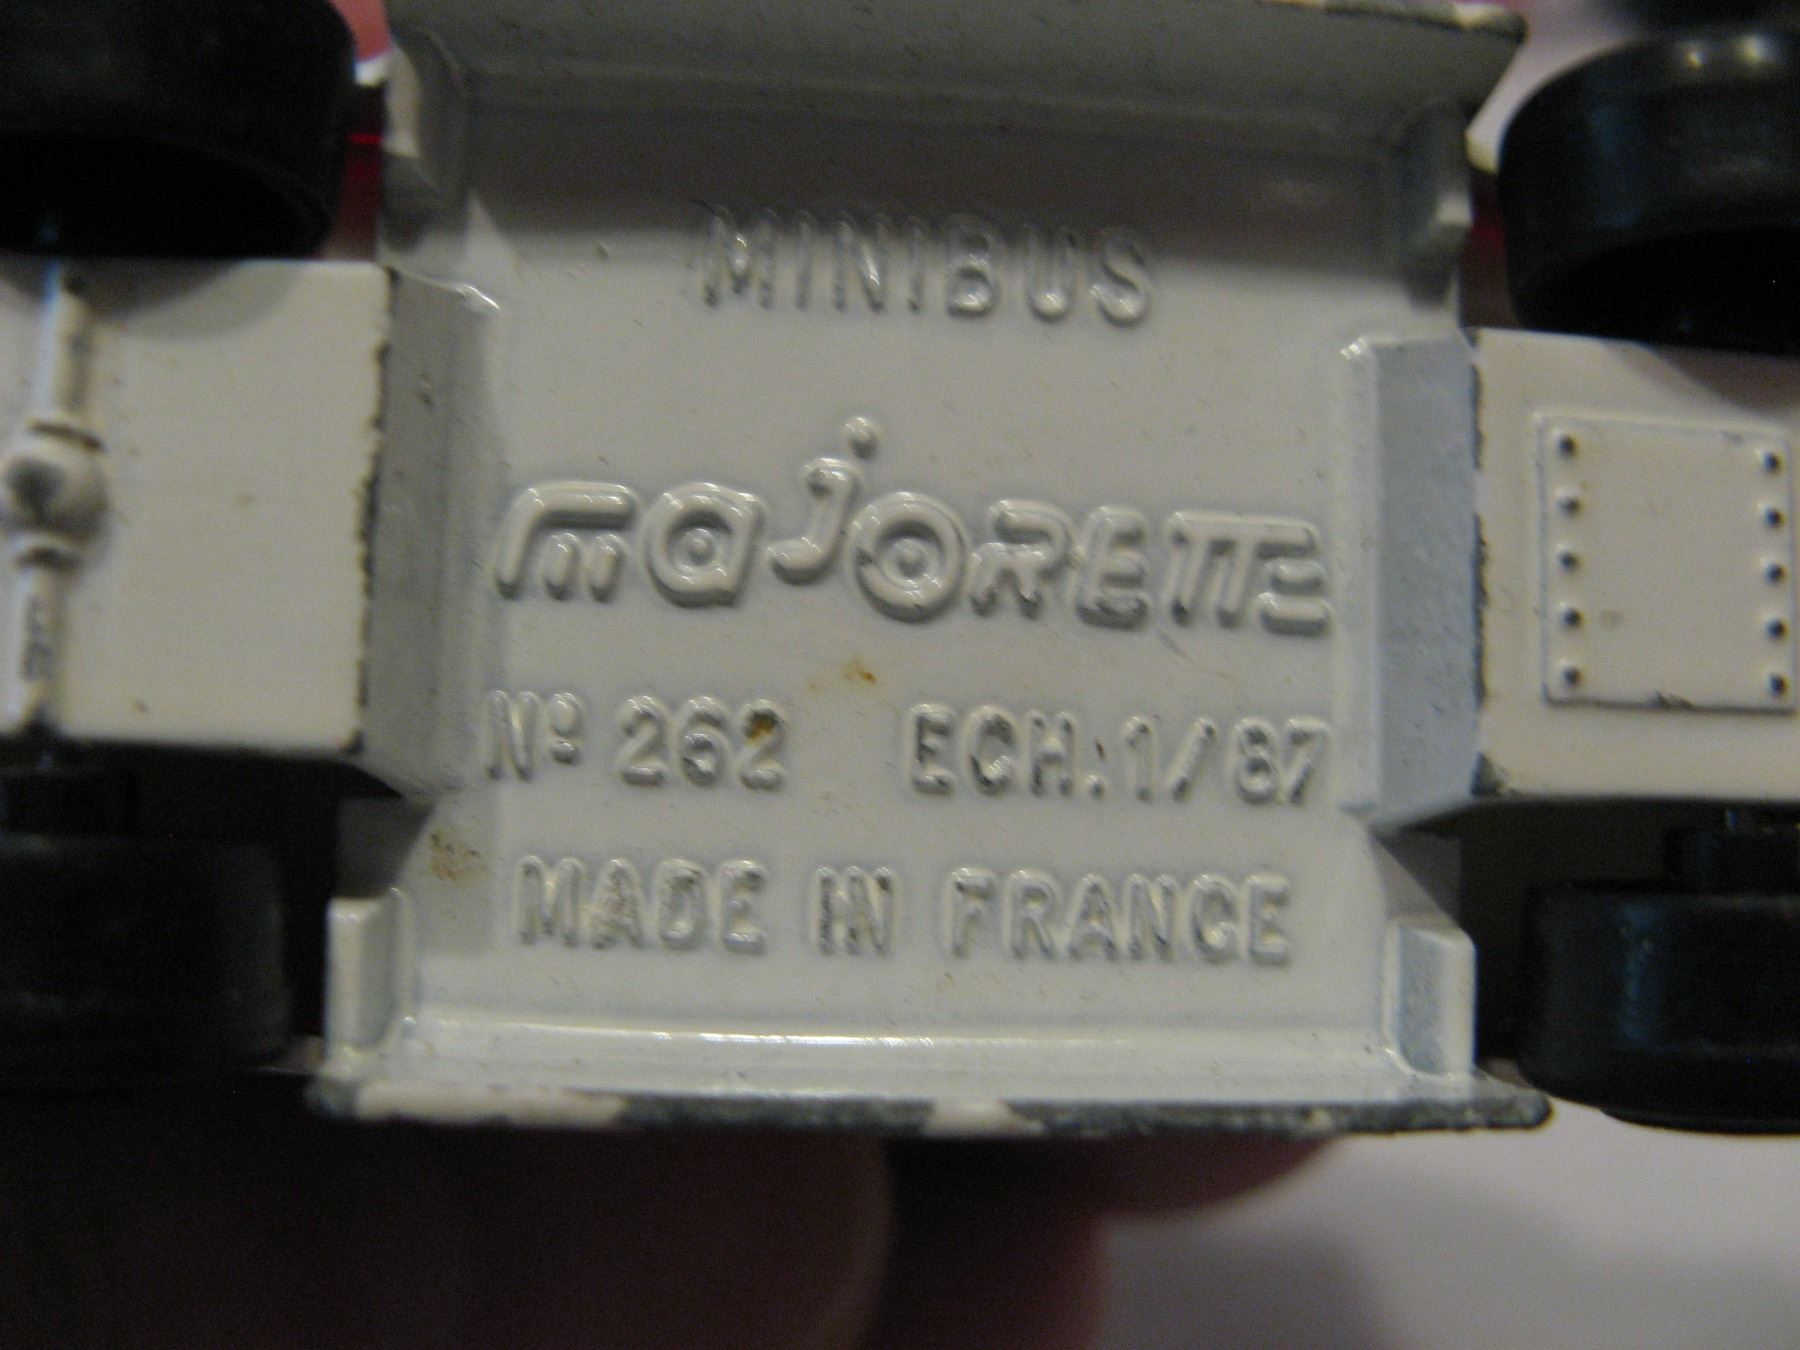 MINIBUS
majorette
Nº 262 ECH.:1/87
MADE IN FRANCE